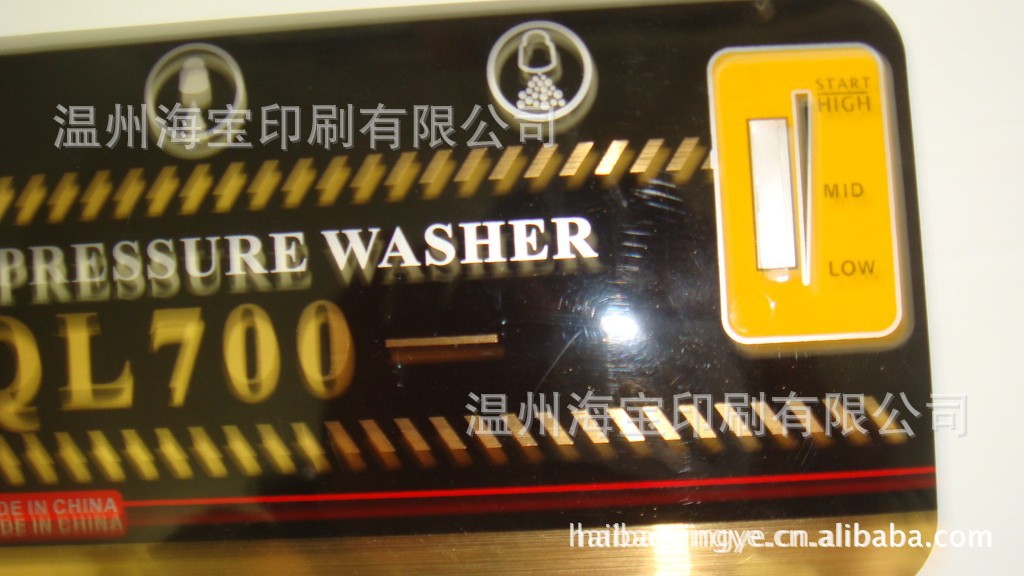 温州海宝印刷有限公司
START
HIGH
MID
LOW
PRESSURE WASHER
QL700
温州海宝印刷有限公司
DE IN CHINA
.cn.alibaba.com